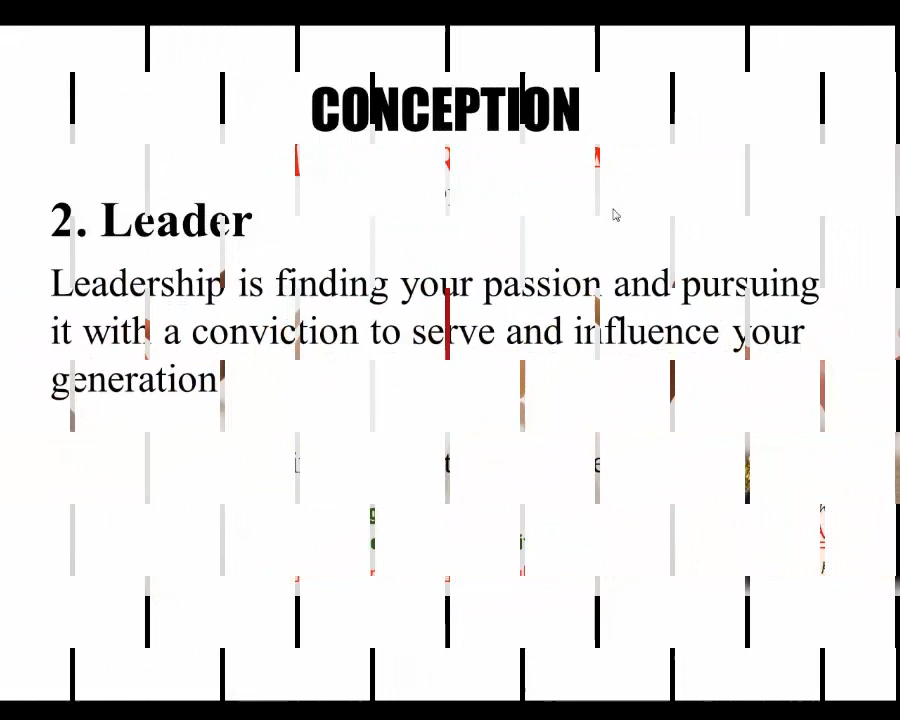 CONCEPTION
2. Leader
Leadership is finding your passion and pursuing
it with a conviction to serve and influence your
generation